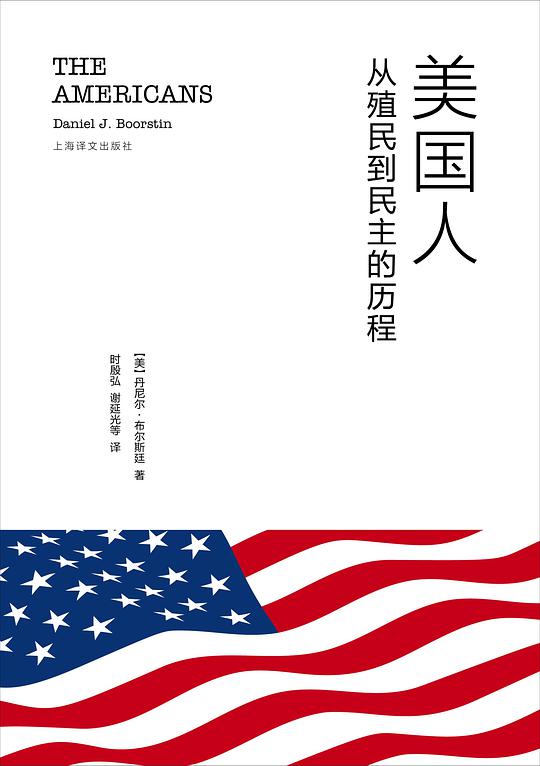 THE
AMERICANS
Daniel J. Boorstin
上海译文出版社
美国人
从殖民到民主的历程
【美】丹尼尔·布尔斯廷 著
时殷弘 谢延光等 译